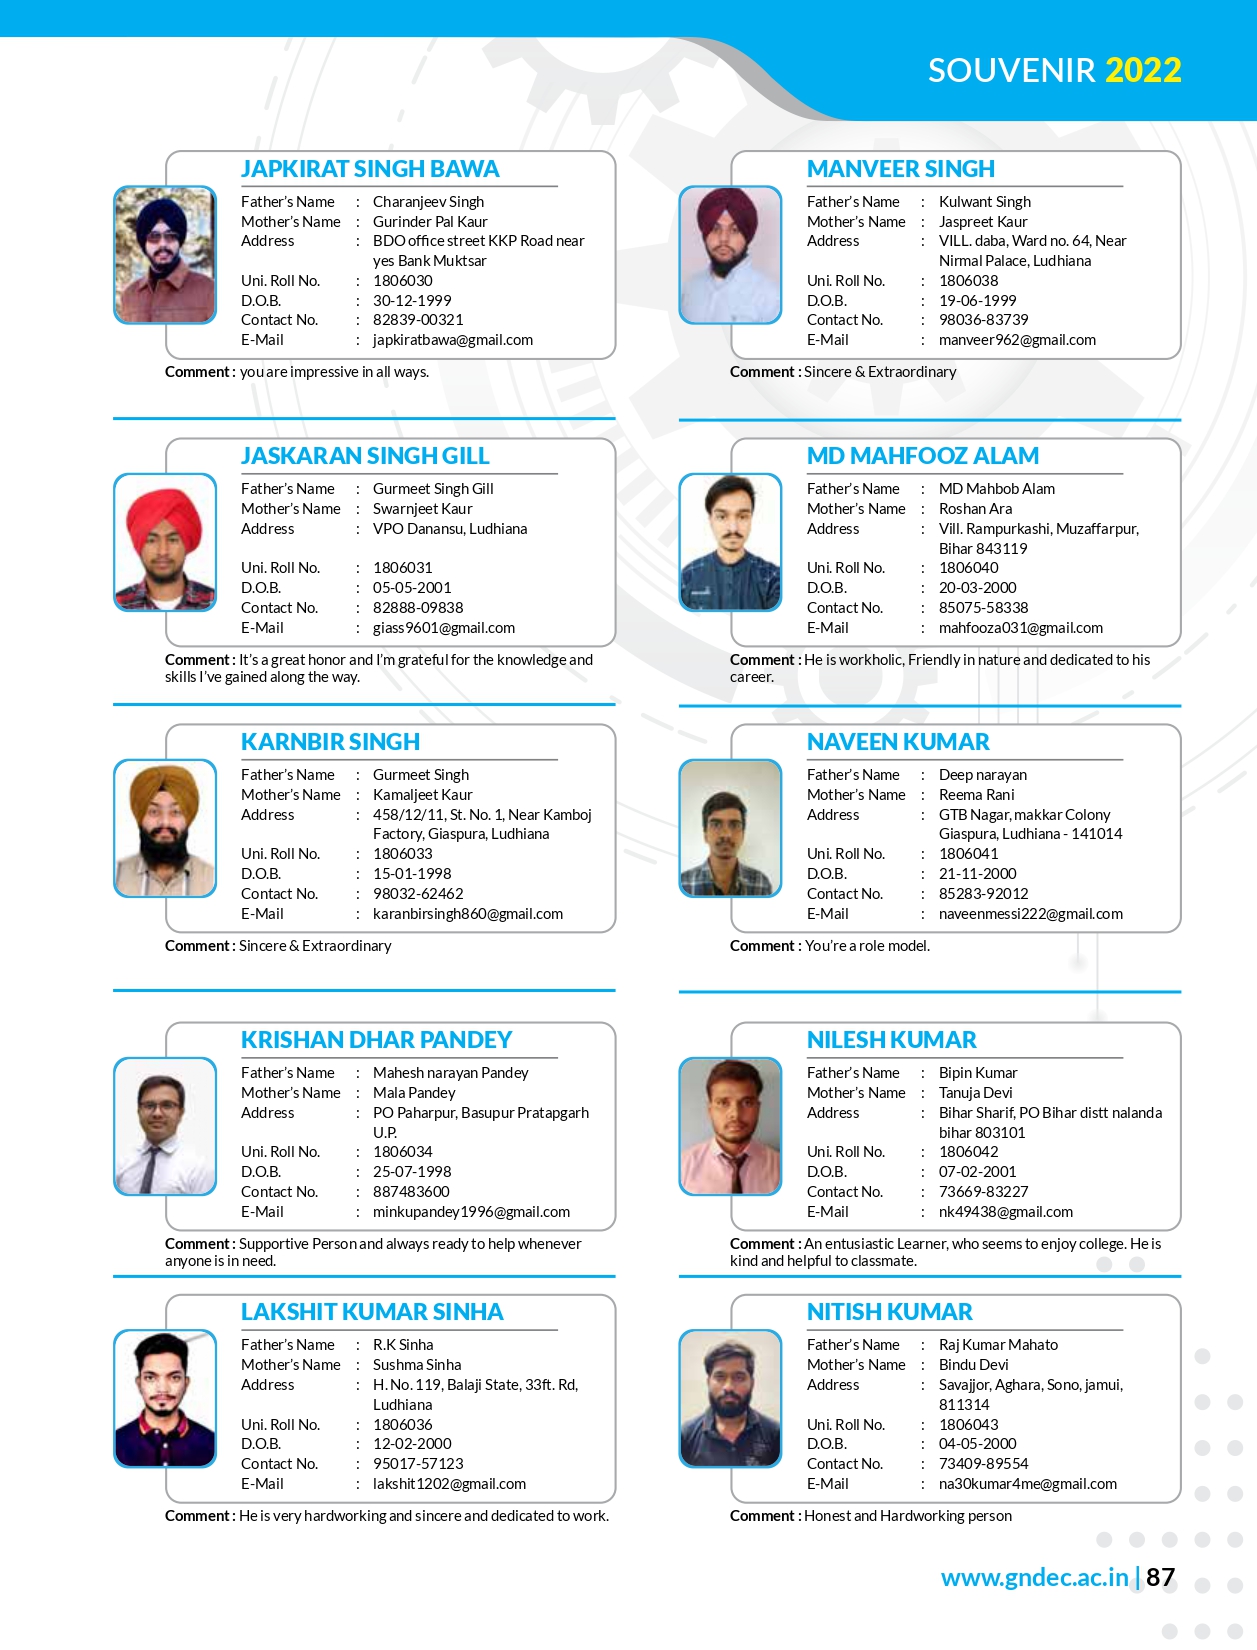 SOUVENIR 2022
JAPKIRAT SINGH BAWA
Father's Name : Charanjeev Singh
Mother's Name : Gurinder Pal Kaur
Address : BDO office street KKP Road near
yes Bank Muktsar
Uni. Roll No. : 1806030
D.O.B. : 30-12-1999
Contact No. : 82839-00321
E-Mail : japkiratbawa@gmail.com
Comment : you are impressive in all ways.
JASKARAN SINGH GILL
Father's Name : Gurmeet Singh Gill
Mother's Name : Swarnjeet Kaur
Address : VPO Danansu, Ludhiana
Uni. Roll No. : 1806031
D.O.B. : 05-05-2001
Contact No. : 82888-09838
E-Mail : giass9601@gmail.com
Comment : It's a great honor and I'm grateful for the knowledge and
skills I've gained along the way.
KARNBIR SINGH
Father's Name : Gurmeet Singh
Mother's Name : Kamaljeet Kaur
Address : 458/12/11, St. No. 1, Near Kamboj
Factory, Giaspura, Ludhiana
Uni. Roll No. : 1806033
D.O.B. : 15-01-1998
Contact No. : 98032-62462
E-Mail : karanbirsingh860@gmail.com
Comment : Sincere & Extraordinary
KRISHAN DHAR PANDEY
Father's Name : Mahesh narayan Pandey
Mother's Name : Mala Pandey
Address : PO Paharpur, Basupur Pratapgarh
U.P.
Uni. Roll No. : 1806034
D.O.B. : 25-07-1998
Contact No. : 887483600
E-Mail : minkupandey1996@gmail.com
Comment : Supportive Person and always ready to help whenever
anyone is in need.
LAKSHIT KUMAR SINHA
Father's Name : R.K Sinha
Mother's Name : Sushma Sinha
Address : H. No. 119, Balaji State, 33ft. Rd,
Ludhiana
Uni. Roll No. : 1806036
D.O.B. : 12-02-2000
Contact No. : 95017-57123
E-Mail : lakshit1202@gmail.com
Comment : He is very hardworking and sincere and dedicated to work.
MANVEER SINGH
Father's Name : Kulwant Singh
Mother's Name : Jaspreet Kaur
Address : VILL. daba, Ward no. 64, Near
Nirmal Palace, Ludhiana
Uni. Roll No. : 1806038
D.O.B. : 19-06-1999
Contact No. : 98036-83739
E-Mail : manveer962@gmail.com
Comment : Sincere & Extraordinary
MD MAHFOOZ ALAM
Father's Name : MD Mahbob Alam
Mother's Name : Roshan Ara
Address : Vill. Rampurkashi, Muzaffarpur,
Bihar 843119
Uni. Roll No. : 1806040
D.O.B. : 20-03-2000
Contact No. : 85075-58338
E-Mail : mahfooza031@gmail.com
Comment : He is workholic, Friendly in nature and dedicated to his
career.
NAVEEN KUMAR
Father's Name : Deep narayan
Mother's Name : Reema Rani
Address : GTB Nagar, makkar Colony
Giaspura, Ludhiana - 141014
Uni. Roll No. : 1806041
D.O.B. : 21-11-2000
Contact No. : 85283-92012
E-Mail : naveenmessi222@gmail.com
Comment : You're a role model.
NILESH KUMAR
Father's Name : Bipin Kumar
Mother's Name : Tanuja Devi
Address : Bihar Sharif, PO Bihar distt nalanda
bihar 803101
Uni. Roll No. : 1806042
D.O.B. : 07-02-2001
Contact No. : 73669-83227
E-Mail : nk49438@gmail.com
Comment : An entusiastic Learner, who seems to enjoy college. He is
kind and helpful to classmate.
NITISH KUMAR
Father's Name : Raj Kumar Mahato
Mother's Name : Bindu Devi
Address : Savajjor, Aghara, Sono, jamui,
811314
Uni. Roll No. : 1806043
D.O.B. : 04-05-2000
Contact No. : 73409-89554
E-Mail : na30kumar4me@gmail.com
Comment : Honest and Hardworking person
www.gndec.ac.in | 87